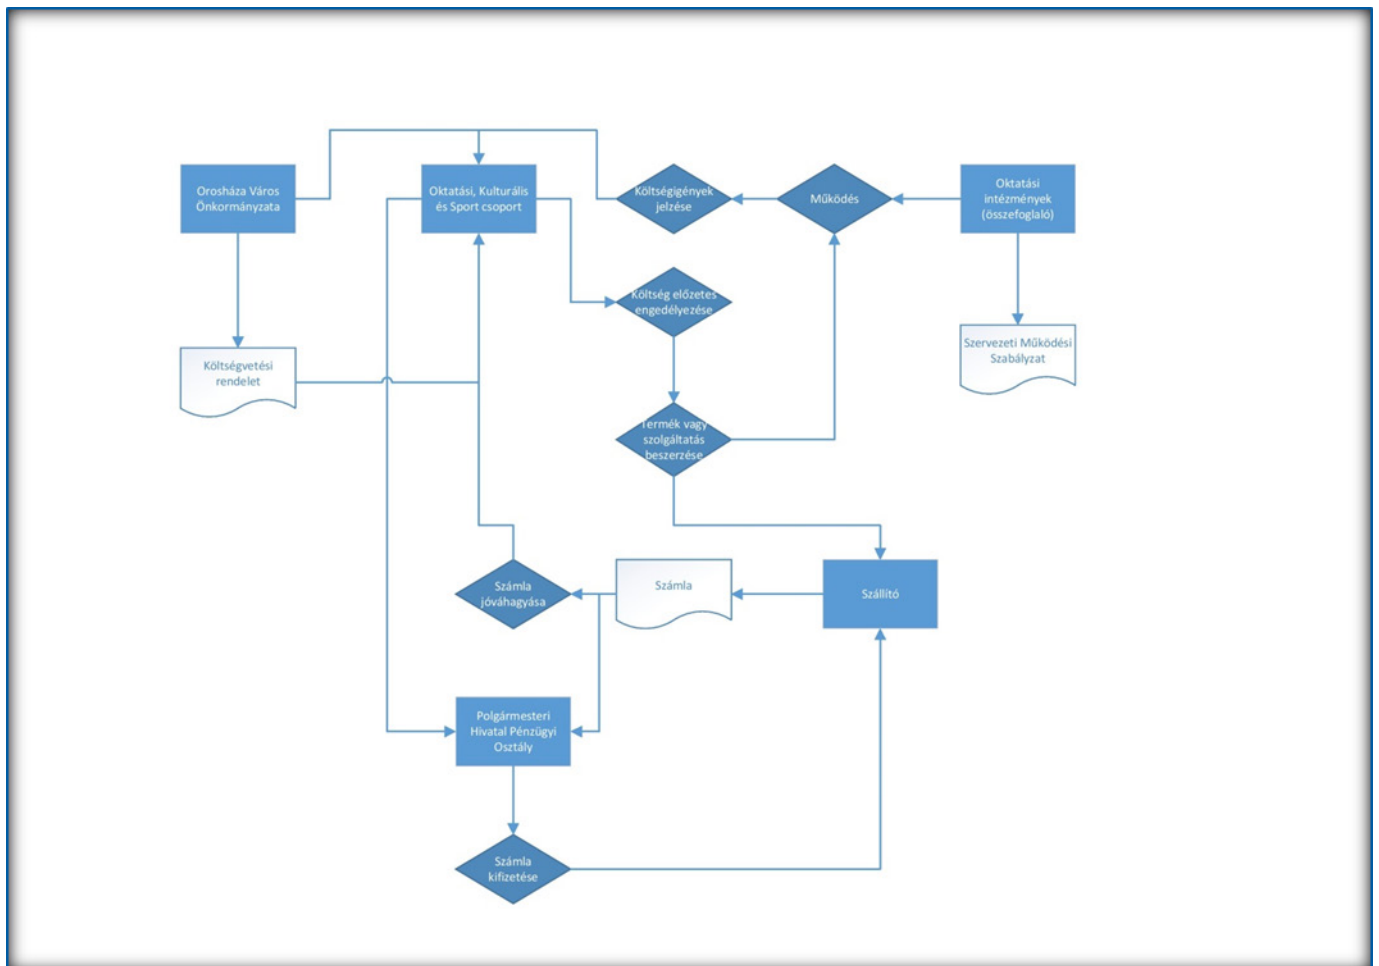 Orosháza Város
Önkormányzata
Oktatási, Kulturális
és Sport csoport
Költségigények
jelzése
Működés
Oktatási
intézmények
(összefoglaló)
Költség előzetes
engedélyezése
Költségvetési
rendelet
Szervezeti Működési
Szabályzat
Termék vagy
szolgáltatás
beszerzése
Számla
jóváhagyása
Számla
Szállító
Polgármesteri
Hivatal Pénzügyi
Osztály
Számla
kifizetése